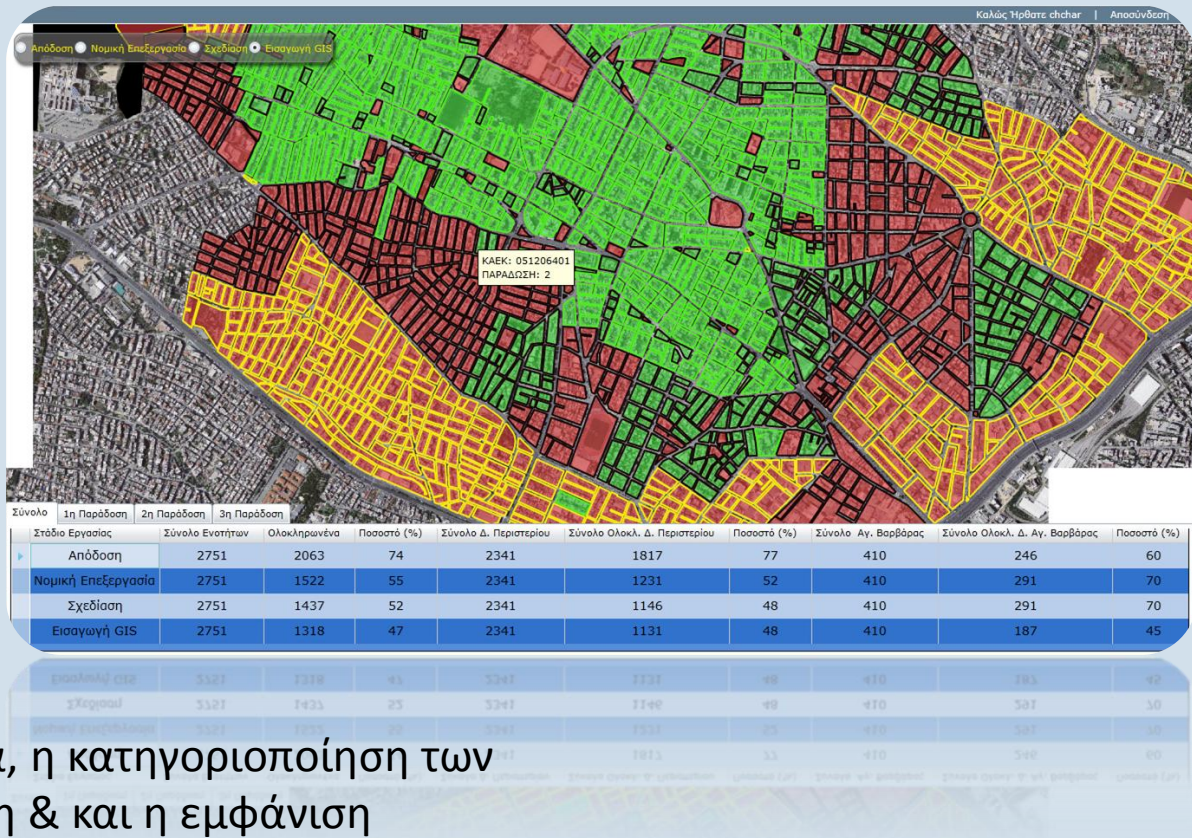 Καλώς Ήρθατε chchar | Αποσύνδεση
Απόδοση Νομική Επεξεργασία Σχεδίαση Εισαγωγή GIS
ΚΑΕΚ: 051206401
ΠΑΡΑΔΩΣΗ: 2
Σύνολο 1η Παράδοση 2η Παράδοση 3η Παράδοση
Στάδιο Εργασίας Σύνολο Ενοτήτων Ολοκληρωμένα Ποσοστό (%) Σύνολο Δ. Περιστερίου Σύνολο Ολοκλ. Δ. Περιστερίου Ποσοστό (%) Σύνολο Αγ. Βαρβάρας Σύνολο Ολοκλ. Δ. Αγ. Βαρβάρας Ποσοστό (%)
Απόδοση 2751 2063 74 2341 1817 77 410 246 60
Νομική Επεξεργασία 2751 1522 55 2341 1231 52 410 291 70
Σχεδίαση 2751 1437 52 2341 1146 48 410 291 70
Εισαγωγή GIS 2751 1318 47 2341 1131 48 410 187 45
, η κατηγοριοποίηση των
η & και η εμφάνιση